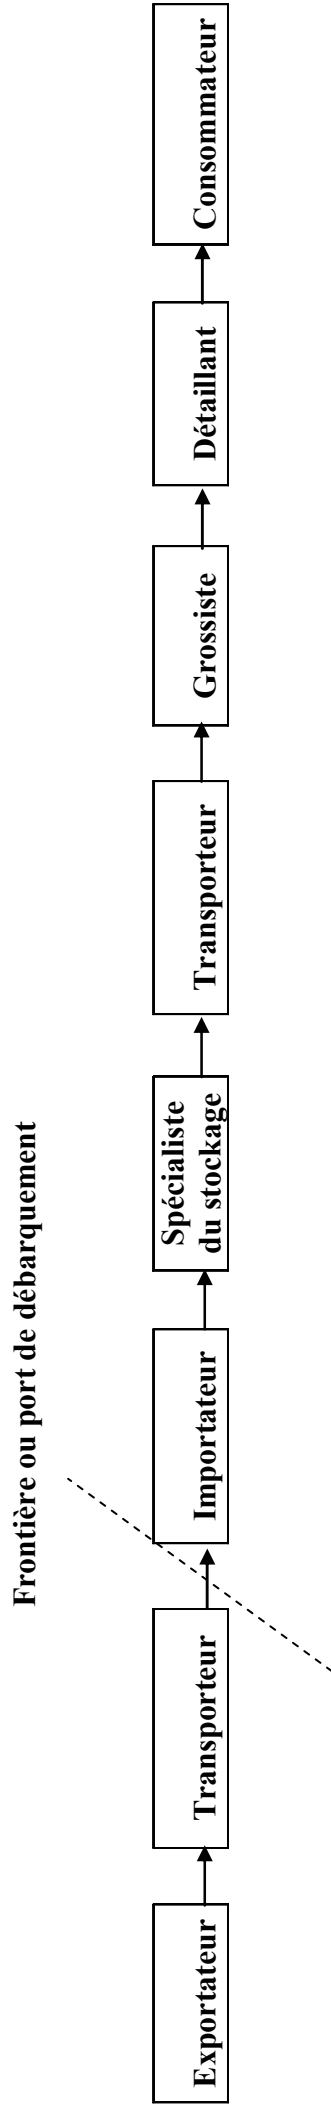 Frontière ou port de débarquement
Exportateur
Transporteur
Importateur
Spécialiste
du stockage
Transporteur
Grossiste
Détaillant
Consommateur